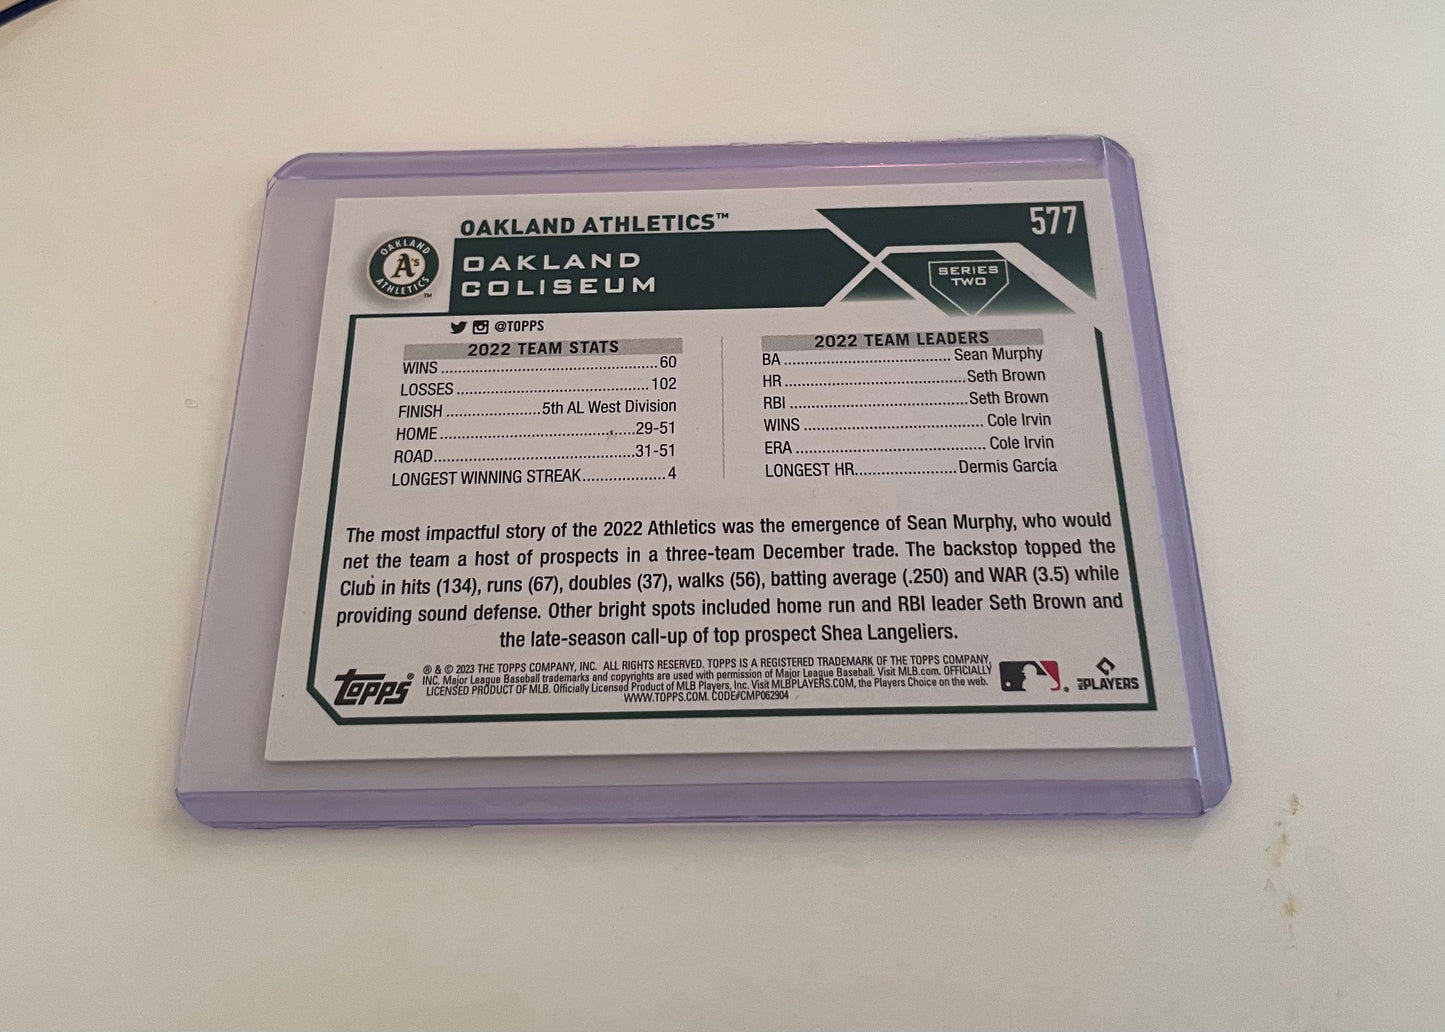 OAKLAND ATHLETICS™
577
OAKLAND
A's
ATHLETICS
™
OAKLAND
COLISEUM
SERIES
TWO
@TOPPS
2022 TEAM STATS
WINS ........................................... 60
LOSSES ...................................... 102
FINISH ...................... 5th AL West Division
HOME ....................................... 29-51
ROAD ........................................ 31-51
LONGEST WINNING STREAK ................... 4
2022 TEAM LEADERS
BA .................................. Sean Murphy
HR ..................................... Seth Brown
RBI .................................... Seth Brown
WINS .................................... Cole Irvin
ERA ...................................... Cole Irvin
LONGEST HR ..................... Dermis García
The most impactful story of the 2022 Athletics was the emergence of Sean Murphy, who would
net the team a host of prospects in a three-team December trade. The backstop topped the
Club in hits (134), runs (67), doubles (37), walks (56), batting average (.250) and WAR (3.5) while
providing sound defense. Other bright spots included home run and RBI leader Seth Brown and
the late-season call-up of top prospect Shea Langeliers.
Topps®
® & © 2023 THE TOPPS COMPANY, INC. ALL RIGHTS RESERVED. TOPPS IS A REGISTERED TRADEMARK OF THE TOPPS COMPANY,
INC. Major League Baseball trademarks and copyrights are used with permission of Major League Baseball. Visit MLB.com. OFFICIALLY
LICENSED PRODUCT OF MLB. Officially Licensed Product of MLB Players, Inc. Visit MLBPLAYERS.COM, the Players Choice on the web.
WWW.TOPPS.COM. CODE#CMP062904
MLB PLAYERS